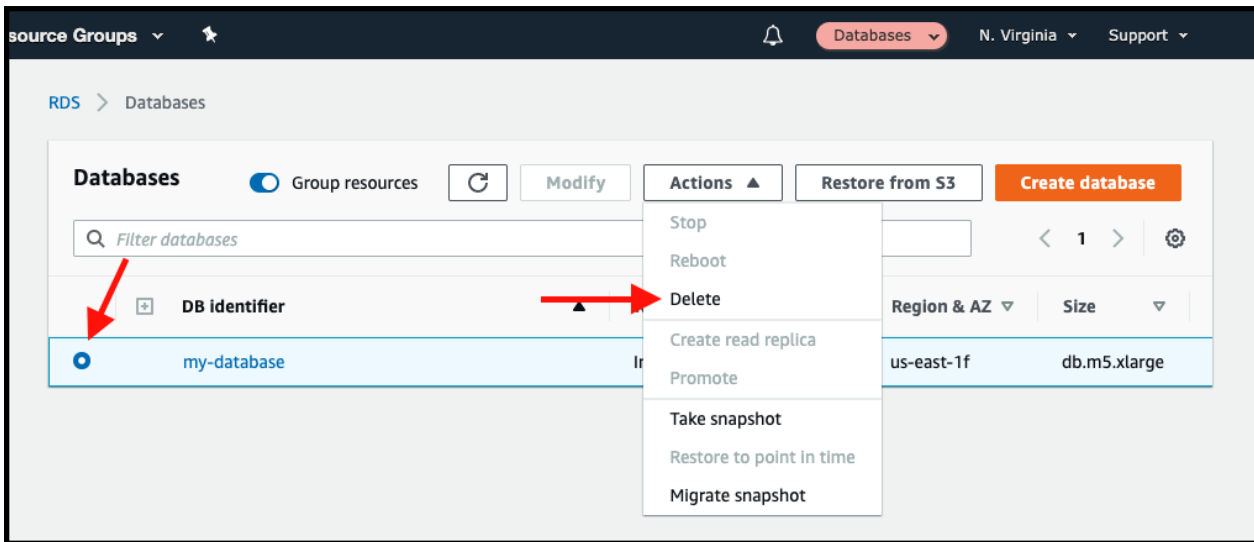 source Groups Databases N. Virginia Support
RDS Databases
Databases Group resources Modify Actions Restore from S3 Create database
Filter databases 1
Stop
Reboot
Delete
DB identifier Region & AZ Size
Create read replica
my-database us-east-1f db.m5.xlarge
Promote
Take snapshot
Restore to point in time
Migrate snapshot